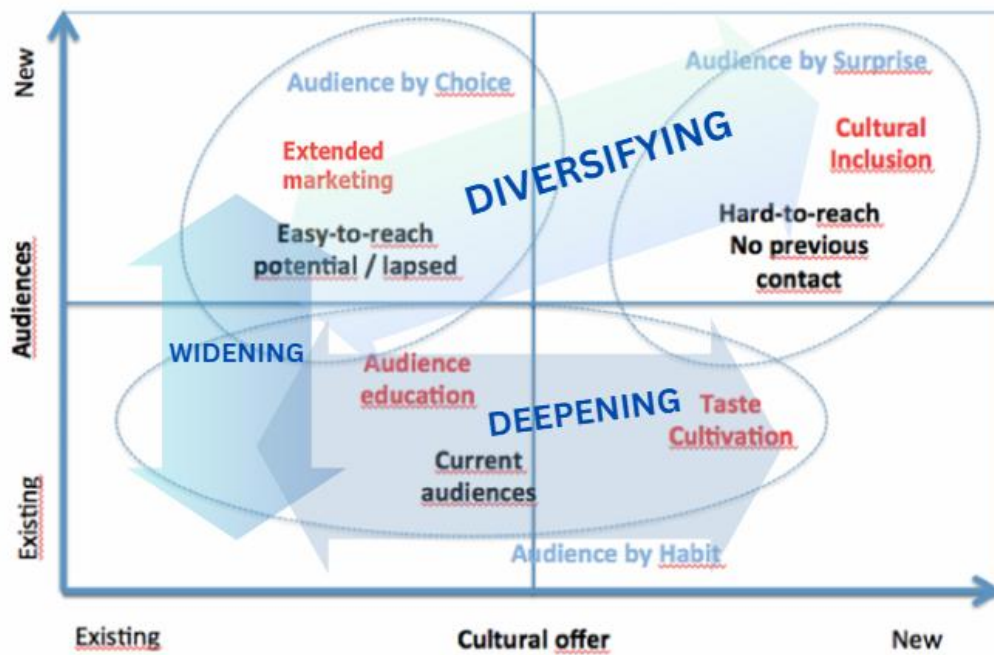 New
Audience by Choice
Audience by Surprise
Extended
marketing
DIVERSIFYING
Cultural
Inclusion
Easy-to-reach
potential / lapsed
Hard-to-reach
No previous
contact
Audiences
WIDENING
Audience
education
DEEPENING
Taste
Cultivation
Current
audiences
Existing
Audience by Habit
Existing
Cultural offer
New